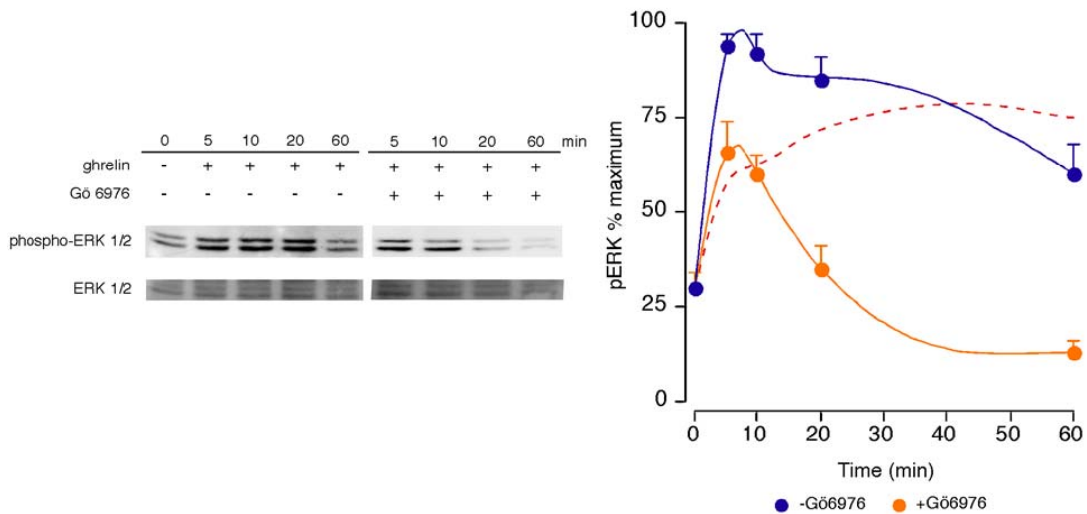 0 5 10 20 60 5 10 20 60 min
ghrelin - + + + + + + + +
Gö 6976 - - - - - + + + +
phospho-ERK 1/2
ERK 1/2
100
75
50
25
0
pERK % maximum
0 10 20 30 40 50 60
Time (min)
-Gö6976 +Gö6976